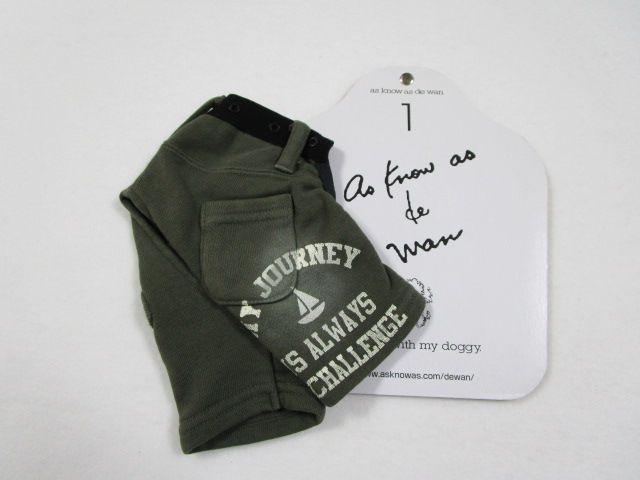 as know as de wan
1
As know as
de
wan
with my doggy.
www.asknowas.com/dewan/
JOURNEY
IS ALWAYS
CHALLENGE